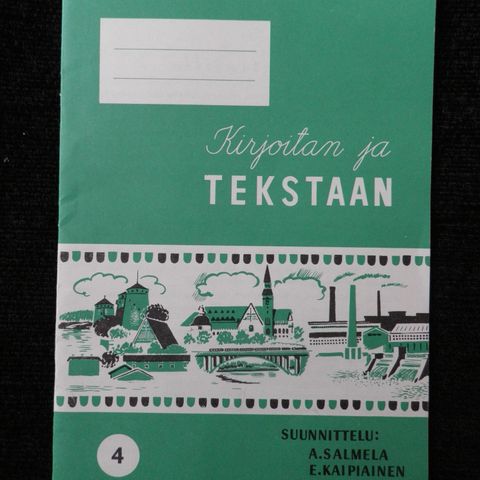 Kirjoitan ja
TEKSTAAN
SUUNNITTELU:
A.SALMELA
E.KAIPIAINEN
4